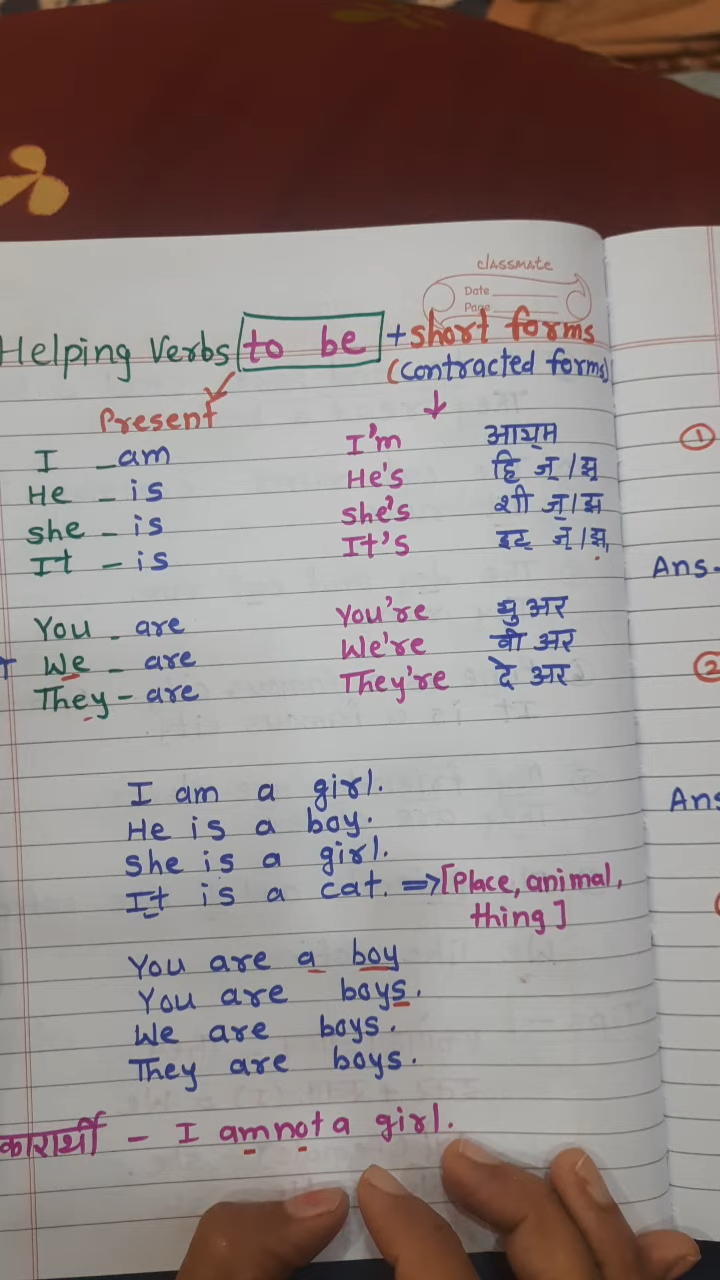 classmate
Date
Page
Helping Verbs to be + short forms
(contracted forms)
Present
I - am I'm आय्म
He - is He's हि ज्/झ्
she - is she's शी ज्/झ
It - is It's इट् ज्/झ्
You - are You're यु अर
We - are We're वी अर
They - are They're दे अर
I am a girl.
He is a boy.
she is a girl.
It is a cat. ⇒ [Place, animal, thing]
You are a boy
You are boys.
We are boys.
They are boys.
कारार्थी - I am not a girl.
①
Ans.
②
Ans